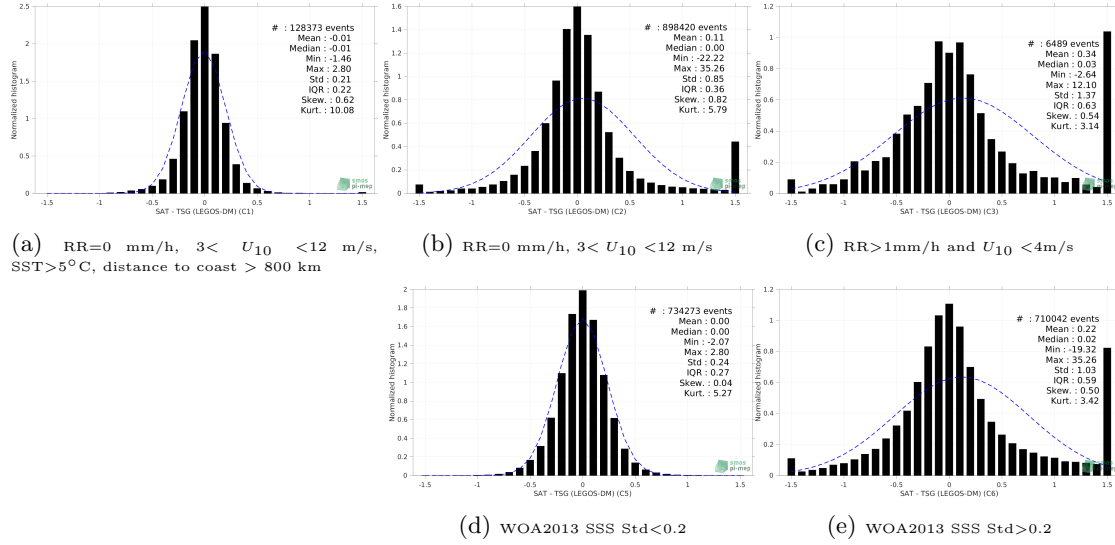 2.5
2
1.5
1
0.5
0
Normalized histogram
# : 128373 events
Mean : -0.01
Median : -0.01
Min : -1.46
Max : 2.80
Std : 0.21
IQR : 0.22
Skew. : 0.62
Kurt. : 10.08
smos
pi-mep
-1.5 -1 -0.5 0 0.5 1 1.5
SAT - TSG (LEGOS-DM) (C1)
(a) RR=0 mm/h, 3< U10 <12 m/s,
SST>5°C, distance to coast > 800 km
1.6
1.4
1.2
1
0.8
0.6
0.4
0.2
0
Normalized histogram
# : 898420 events
Mean : 0.11
Median : 0.00
Min : -22.22
Max : 35.26
Std : 0.85
IQR : 0.36
Skew. : 0.82
Kurt. : 5.79
smos
pi-mep
-1.5 -1 -0.5 0 0.5 1 1.5
SAT - TSG (LEGOS-DM) (C2)
(b) RR=0 mm/h, 3< U10 <12 m/s
1.2
1
0.8
0.6
0.4
0.2
0
Normalized histogram
# : 6489 events
Mean : 0.34
Median : 0.03
Min : -2.64
Max : 12.10
Std : 1.37
IQR : 0.63
Skew. : 0.54
Kurt. : 3.14
smos
pi-mep
-1.5 -1 -0.5 0 0.5 1 1.5
SAT - TSG (LEGOS-DM) (C3)
(c) RR>1mm/h and U10 <4m/s
2
1.8
1.6
1.4
1.2
1
0.8
0.6
0.4
0.2
0
Normalized histogram
# : 734273 events
Mean : 0.00
Median : 0.00
Min : -2.07
Max : 2.80
Std : 0.24
IQR : 0.27
Skew. : 0.04
Kurt. : 5.27
smos
pi-mep
-1.5 -1 -0.5 0 0.5 1 1.5
SAT - TSG (LEGOS-DM) (C5)
(d) WOA2013 SSS Std<0.2
1.2
1
0.8
0.6
0.4
0.2
0
Normalized histogram
# : 710042 events
Mean : 0.22
Median : 0.02
Min : -19.32
Max : 35.26
Std : 1.03
IQR : 0.59
Skew. : 0.50
Kurt. : 3.42
smos
pi-mep
-1.5 -1 -0.5 0 0.5 1 1.5
SAT - TSG (LEGOS-DM) (C6)
(e) WOA2013 SSS Std>0.2